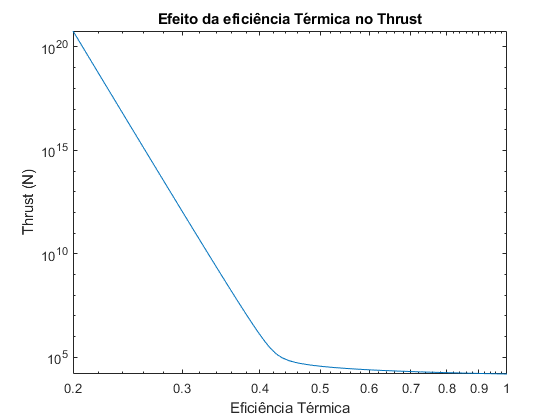 Efeito da eficiência Térmica no Thrust
10^20
10^15
10^10
10^5
Thrust (N)
0.2 0.3 0.4 0.5 0.6 0.7 0.8 0.9 1
Eficiência Térmica